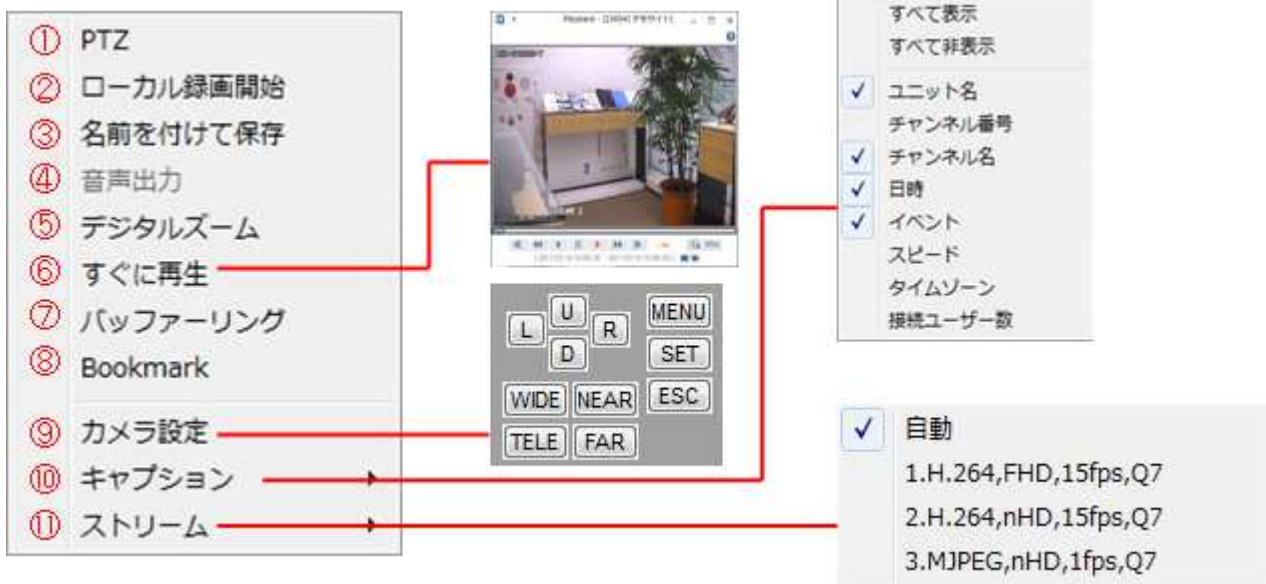 ① PTZ
② ローカル録画開始
③ 名前を付けて保存
④ 音声出力
⑤ デジタルズーム
⑥ すぐに再生
⑦ バッファーリング
⑧ Bookmark
⑨ カメラ設定
⑩ キャプション
⑪ ストリーム
U
L R
D
MENU
SET
WIDE NEAR ESC
TELE FAR
すべて表示
すべて非表示
✓ ユニット名
チャンネル番号
✓ チャンネル名
✓ 日時
✓ イベント
スピード
タイムゾーン
接続ユーザー数
✓ 自動
1.H.264,FHD,15fps,Q7
2.H.264,nHD,15fps,Q7
3.MJPEG,nHD,1fps,Q7